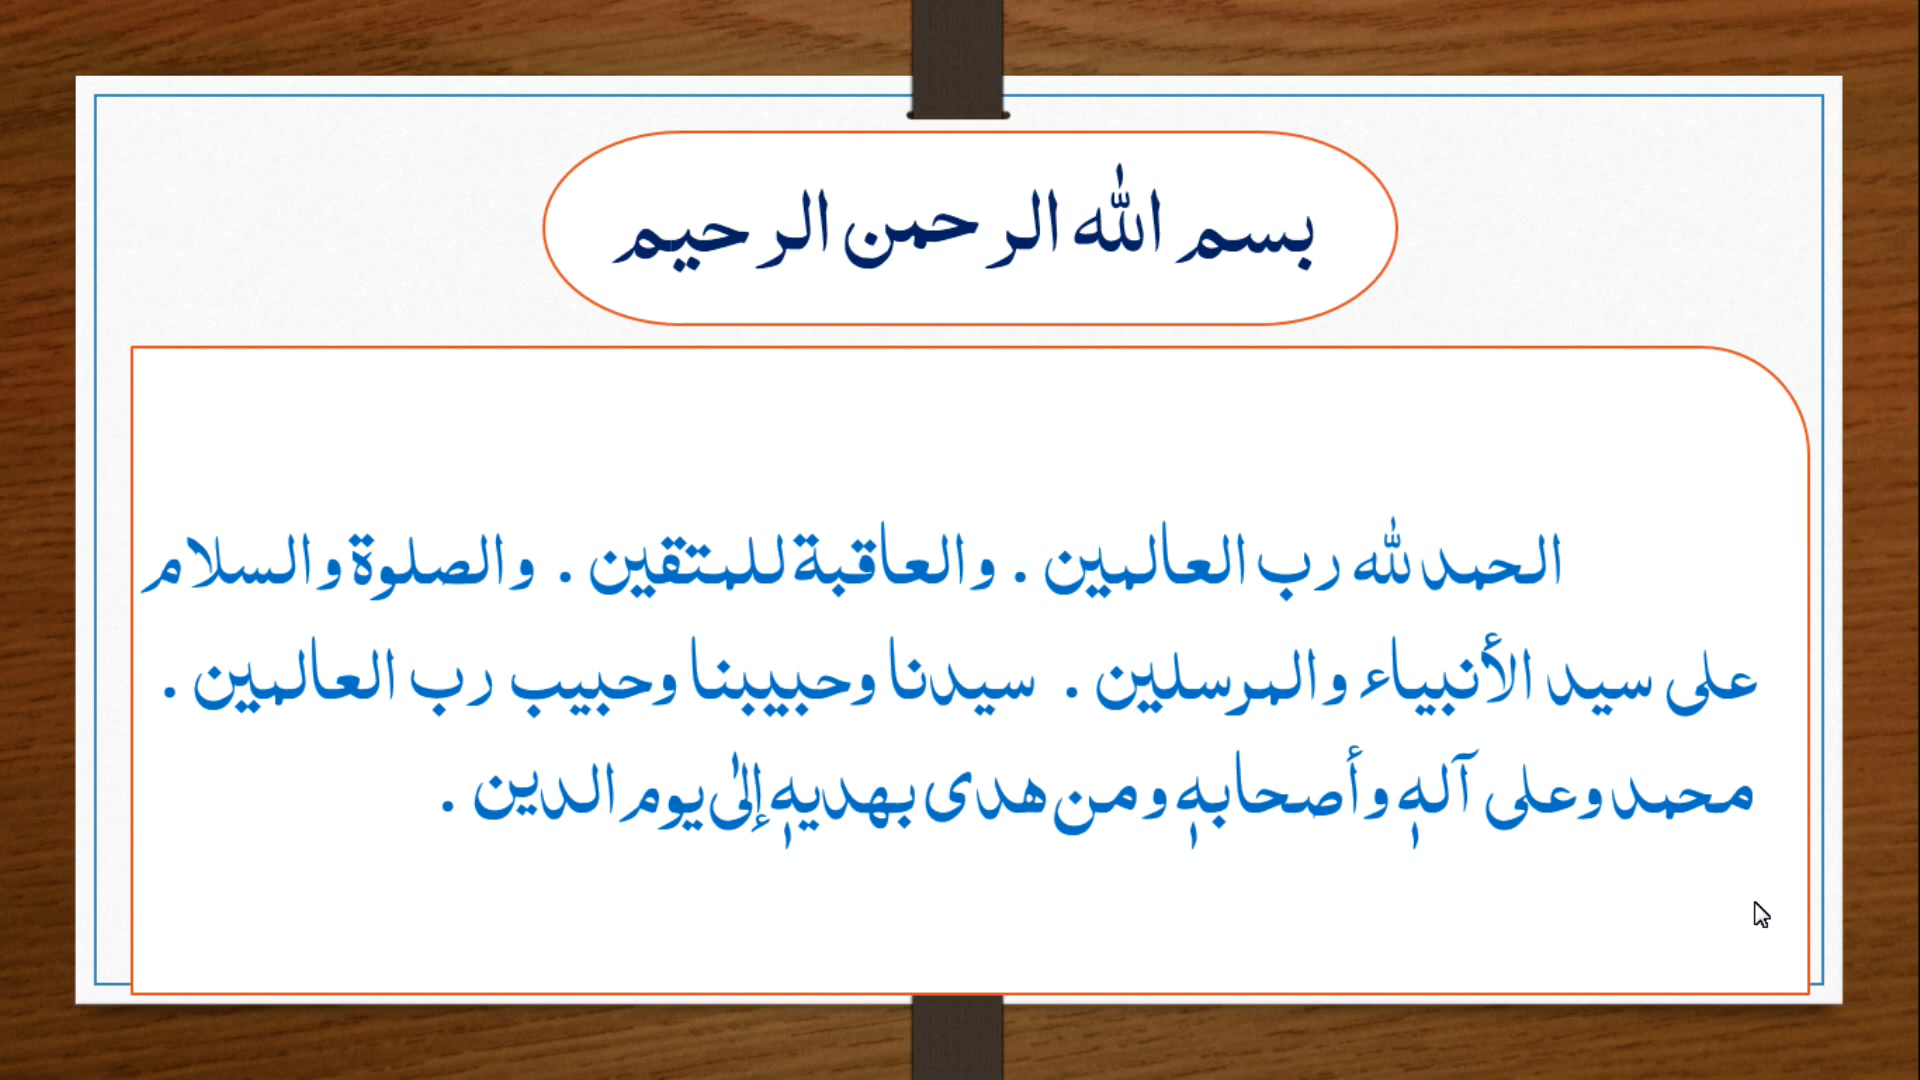 بسم الله الرحمن الرحيم
الحمد لله رب العالمين . والعاقبة للمتقين . والصلوة والسلام
على سيد الأنبياء والمرسلين . سيدنا وحبيبنا وحبيب رب العالمين .
محمد وعلى آلهٖ وأصحابهٖ ومن هدى بهديهٖ إلىٰ يوم الدين .